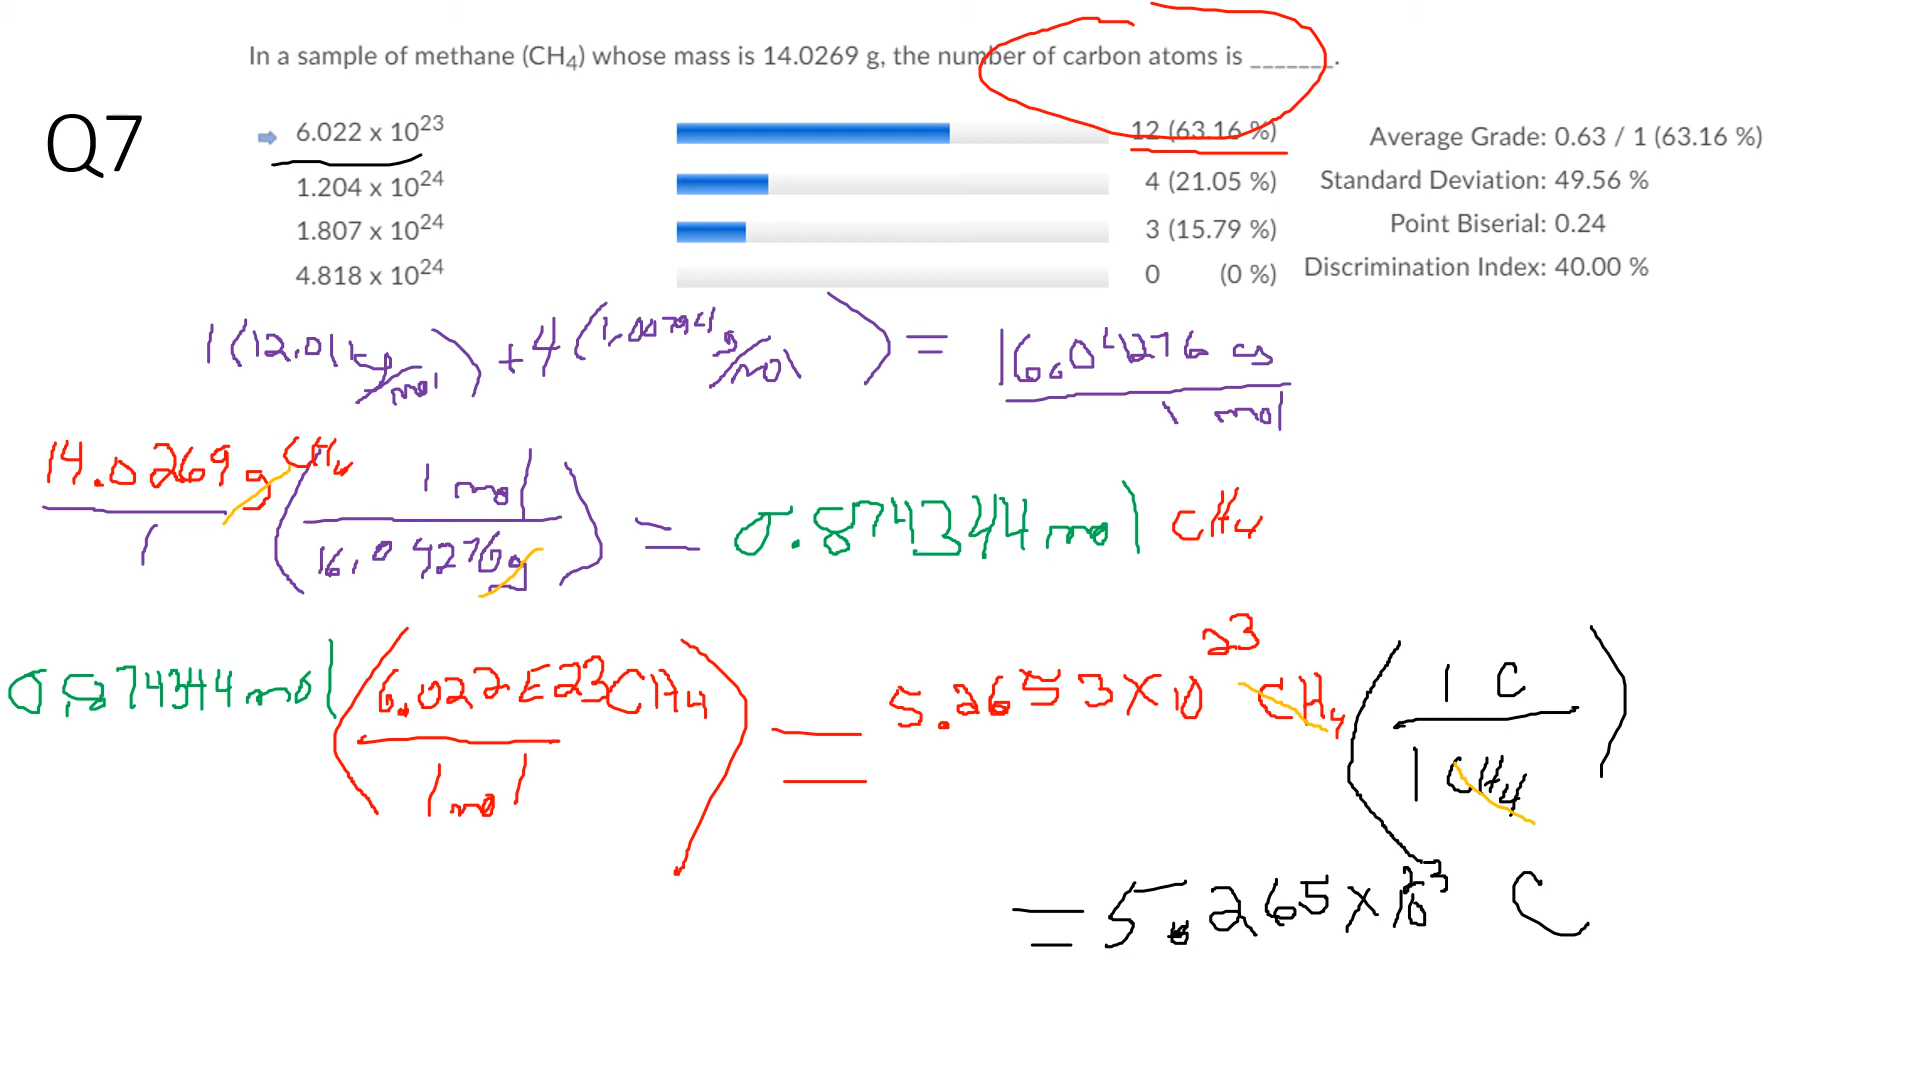 In a sample of methane (CH4) whose mass is 14.0269 g, the number of carbon atoms is _______.
Q7
6.022 x 10^23 12 (63.16 %) Average Grade: 0.63 / 1 (63.16 %)
1.204 x 10^24 4 (21.05 %) Standard Deviation: 49.56 %
1.807 x 10^24 3 (15.79 %) Point Biserial: 0.24
4.818 x 10^24 0 (0 %) Discrimination Index: 40.00 %
1(12.011 g/mol) + 4(1.00794 g/mol) = 16.04276 g / 1 mol
14.0269 g CH4 / 1 (1 mol / 16.04276 g) = 0.874344 mol CH4
0.874344 mol (6.022E23 CH4 / 1 mol) = 5.2653 x 10^23 CH4 (1 C / 1 CH4)
= 5.265 x 10^23 C